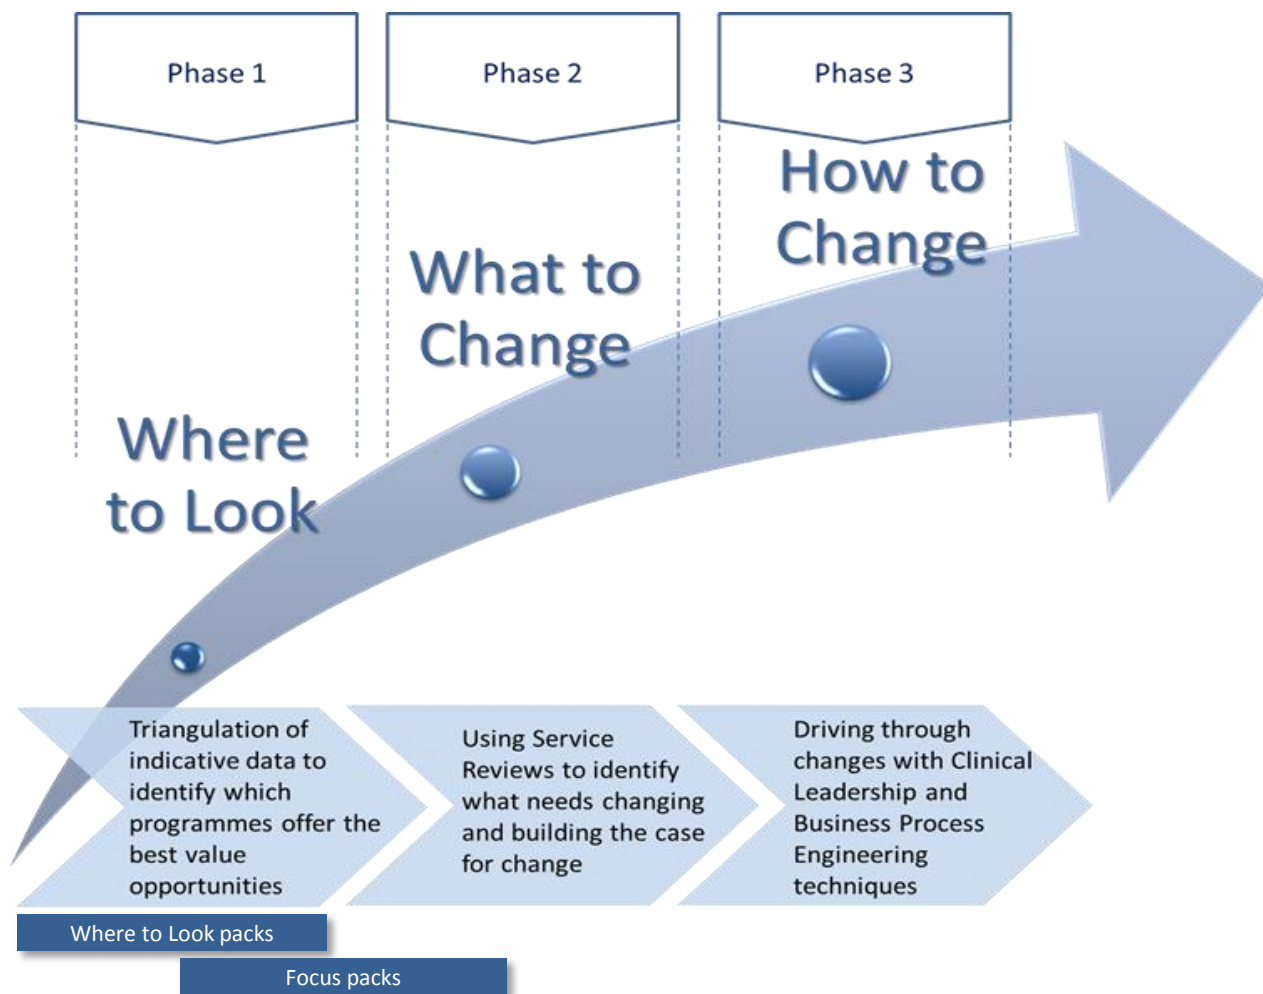 Phase 1
Phase 2
Phase 3
How to
Change
What to
Change
Where
to Look
Triangulation of
indicative data to
identify which
programmes offer the
best value
opportunities
Using Service
Reviews to identify
what needs changing
and building the case
for change
Driving through
changes with Clinical
Leadership and
Business Process
Engineering
techniques
Where to Look packs
Focus packs